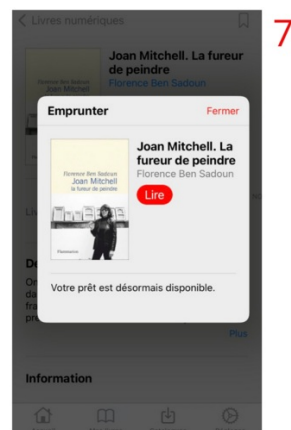 7
Livres numériques
Joan Mitchell. La fureur
de peindre
Florence Ben Sadoun
Emprunter
Fermer
Florence Ben Sadoun
Joan Mitchell
la fureur de peindre
Flammarion
Joan Mitchell. La
fureur de peindre
Florence Ben Sadoun
Lire
Votre prêt est désormais disponible.
Plus
Information